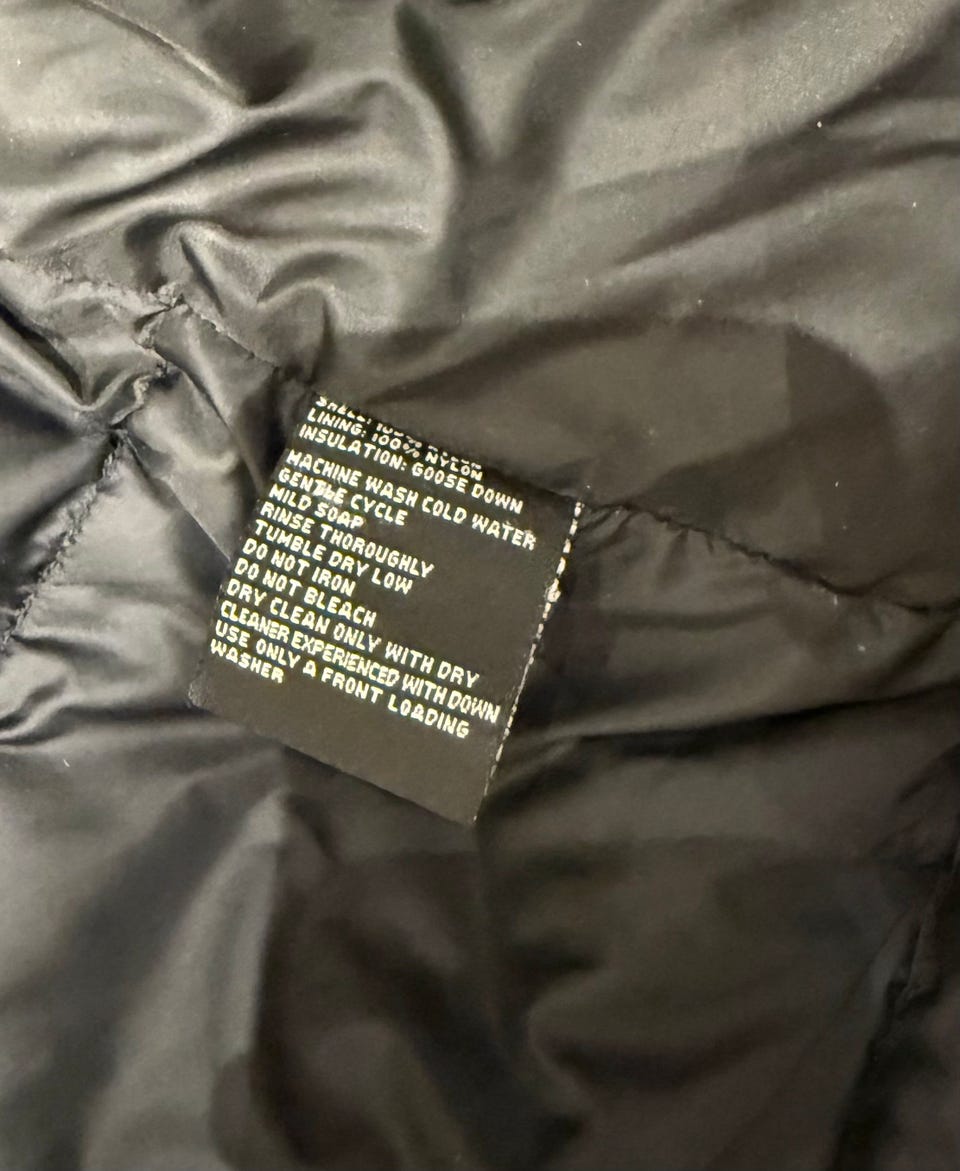 SHELL: 100%
LINING: 100% NYLON
INSULATION: GOOSE DOWN
MACHINE WASH COLD WATER
GENTLE CYCLE
MILD SOAP
RINSE THOROUGHLY
TUMBLE DRY LOW
DO NOT IRON
DO NOT BLEACH
DRY CLEAN ONLY WITH DRY
CLEANER EXPERIENCED WITH DOWN
USE ONLY A FRONT LOADING
WASHER